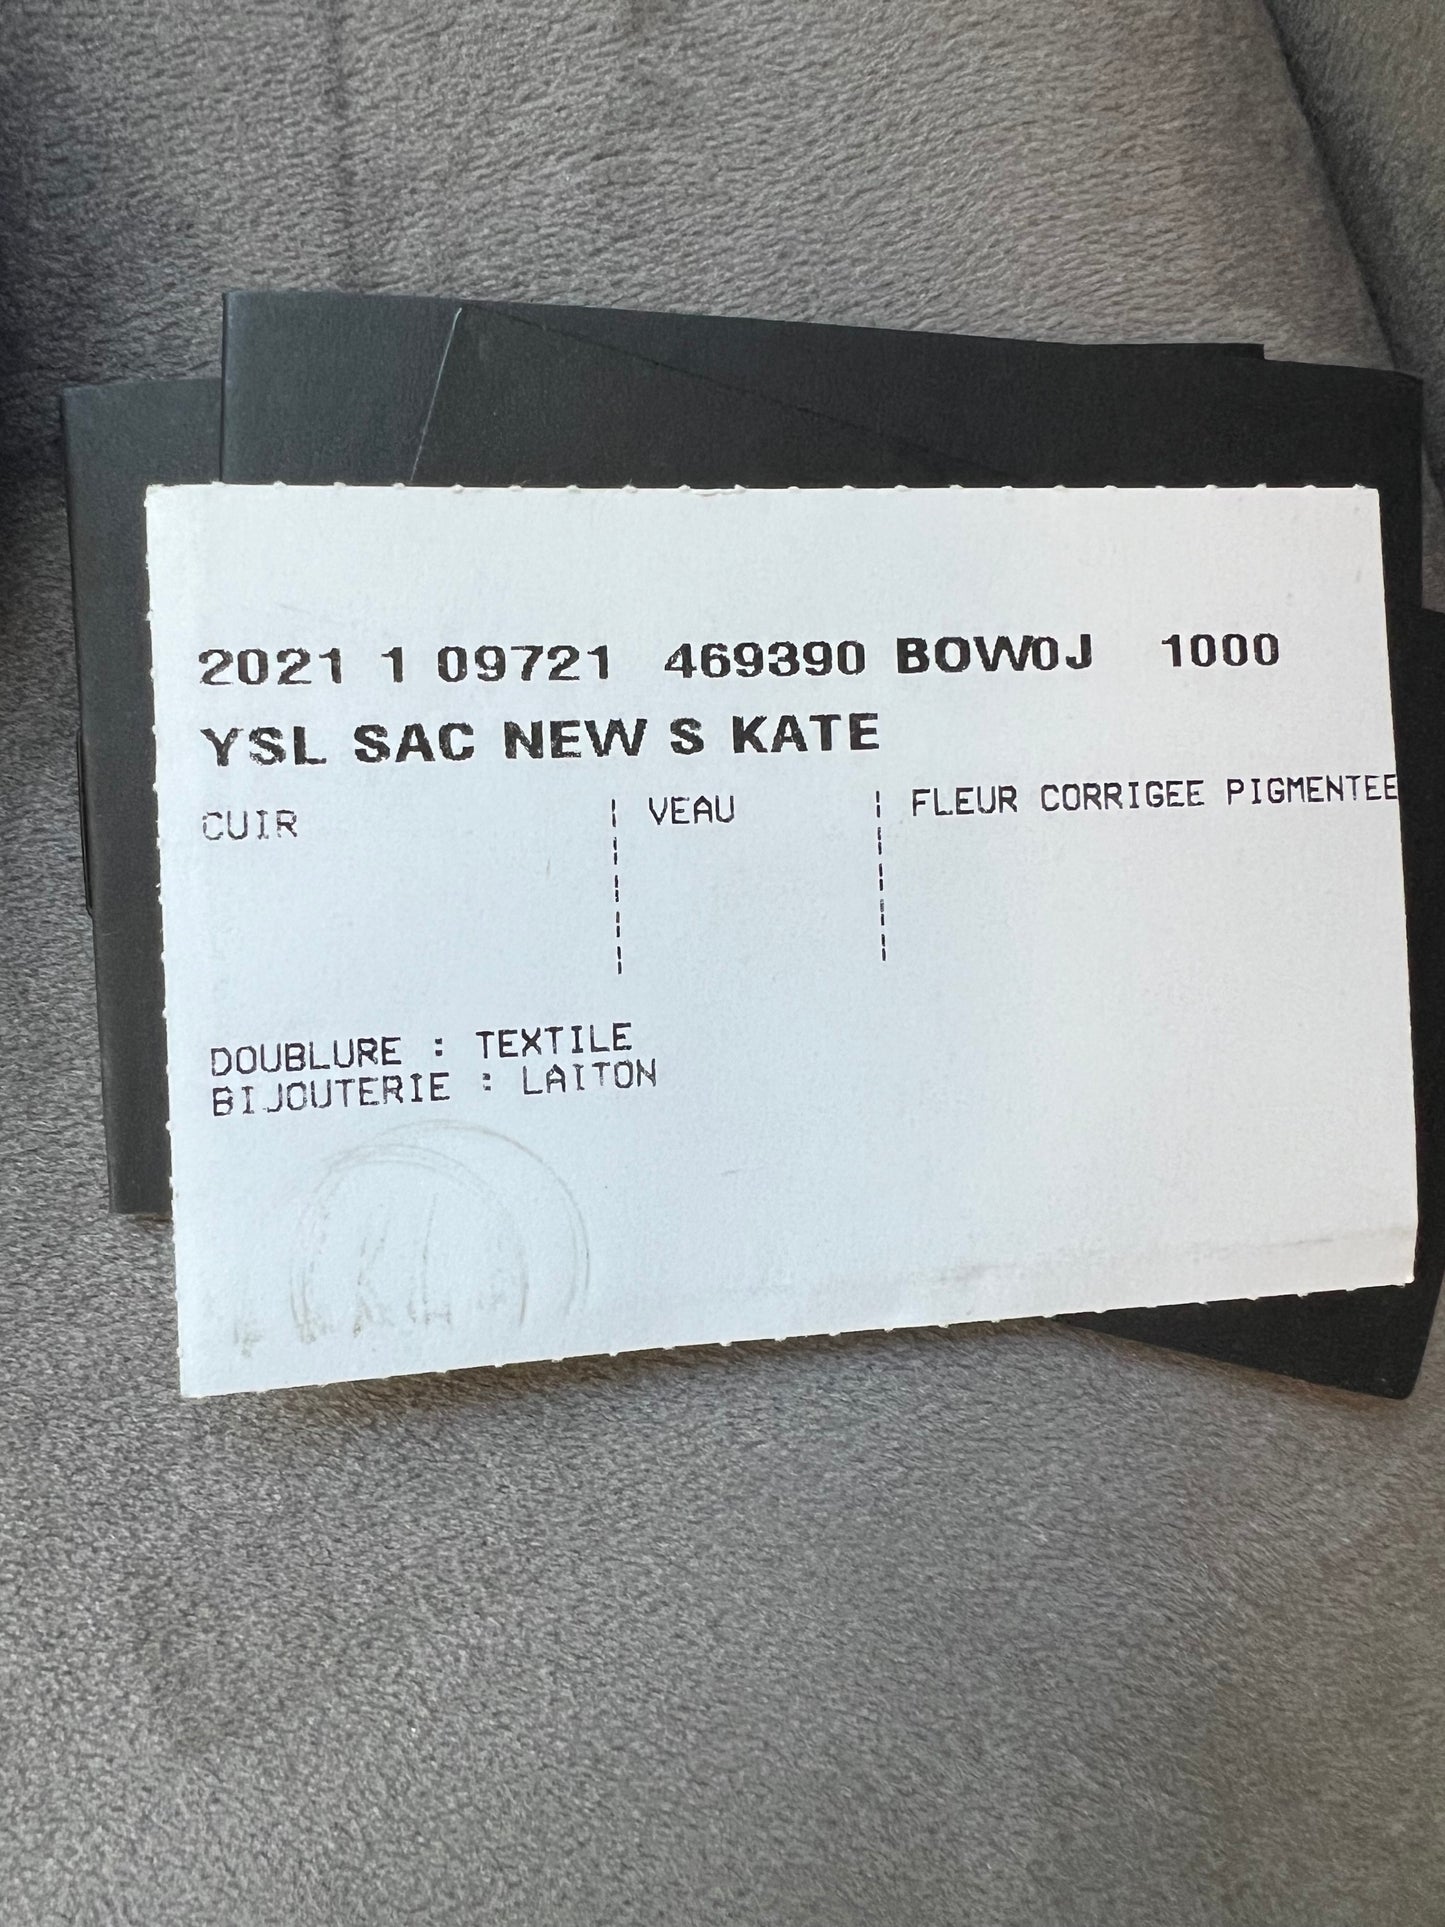 2021 1 09721 469390 BOW0J 1000
YSL SAC NEW S KATE
CUIR ¦ VEAU ¦ FLEUR CORRIGEE PIGMENTEE
DOUBLURE : TEXTILE
BIJOUTERIE : LAITON